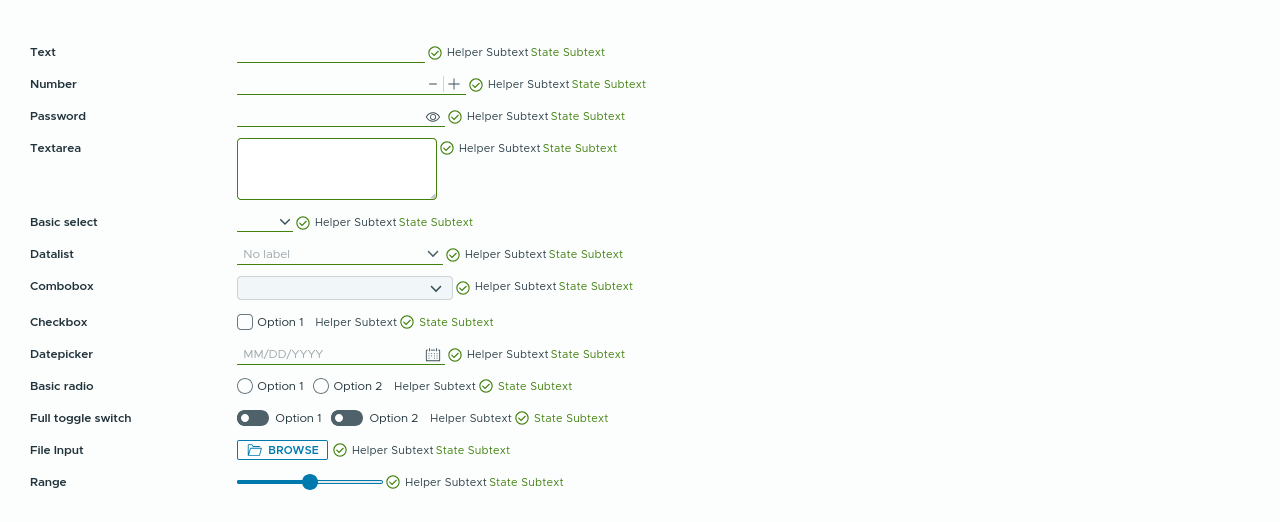 Text Helper Subtext State Subtext
Number Helper Subtext State Subtext
Password Helper Subtext State Subtext
Textarea Helper Subtext State Subtext
Basic select Helper Subtext State Subtext
Datalist No label Helper Subtext State Subtext
Combobox Helper Subtext State Subtext
Checkbox Option 1 Helper Subtext State Subtext
Datepicker MM/DD/YYYY Helper Subtext State Subtext
Basic radio Option 1 Option 2 Helper Subtext State Subtext
Full toggle switch Option 1 Option 2 Helper Subtext State Subtext
File Input BROWSE Helper Subtext State Subtext
Range Helper Subtext State Subtext